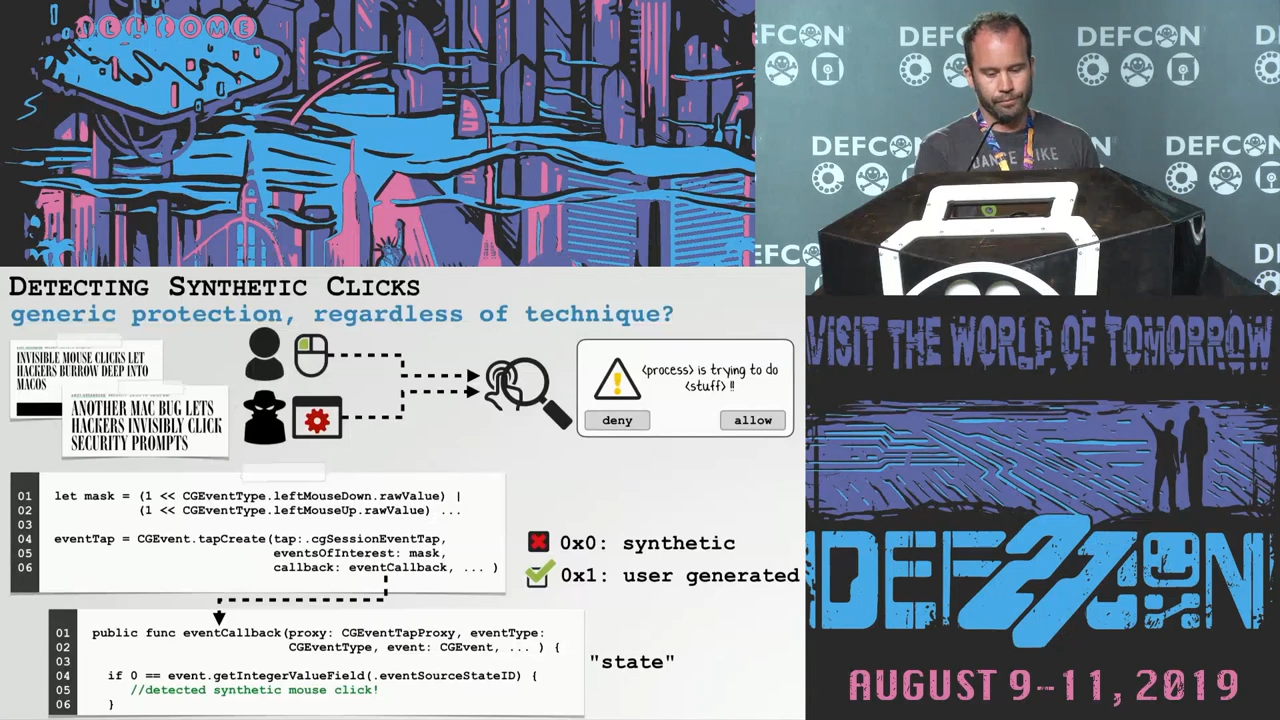 WELCOME
DEFCON
DEFCON
DEFCON
DEFCON
DEFCON
DANCE LIKE
DETECTING SYNTHETIC CLICKS
generic protection, regardless of technique?
INVISIBLE MOUSE CLICKS LET
HACKERS BURROW DEEP INTO
MACOS
ANOTHER MAC BUG LETS
HACKERS INVISIBLY CLICK
SECURITY PROMPTS
<process> is trying to do
<stuff> !!
deny
allow
01 let mask = (1 << CGEventType.leftMouseDown.rawValue) |
02 (1 << CGEventType.leftMouseUp.rawValue) ...
03
04 eventTap = CGEvent.tapCreate(tap:.cgSessionEventTap,
05 eventsOfInterest: mask,
06 callback: eventCallback, ... )
0x0: synthetic
0x1: user generated
01 public func eventCallback(proxy: CGEventTapProxy, eventType:
02 CGEventType, event: CGEvent, ... ) {
03
04 if 0 == event.getIntegerValueField(.eventSourceStateID) {
05 //detected synthetic mouse click!
06 }
"state"
VISIT THE WORLD OF TOMORROW
DEF27CON
AUGUST 9-11, 2019